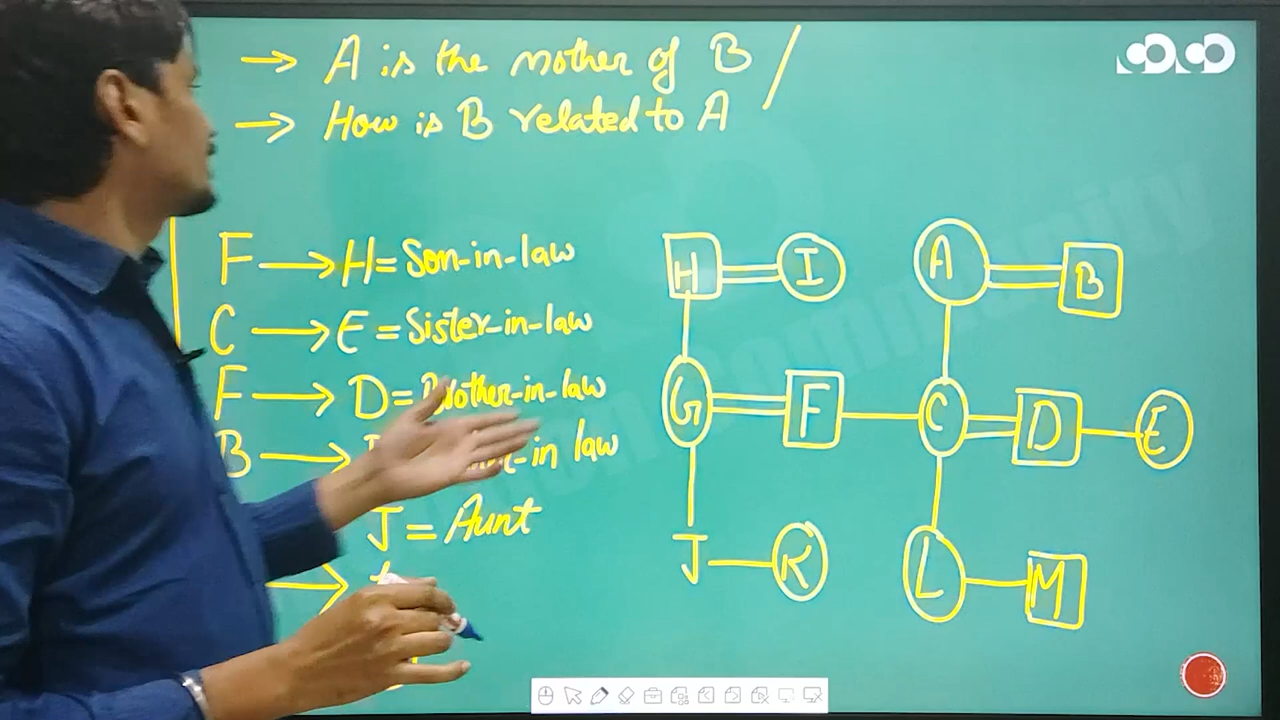 → A is the mother of B /
→ How is B related to A
F → H = Son-in-law
C → E = Sister-in-law
F → D = Brother-in-law
B → in law
J = Aunt
→
H I A B
G F C D E
J K L M